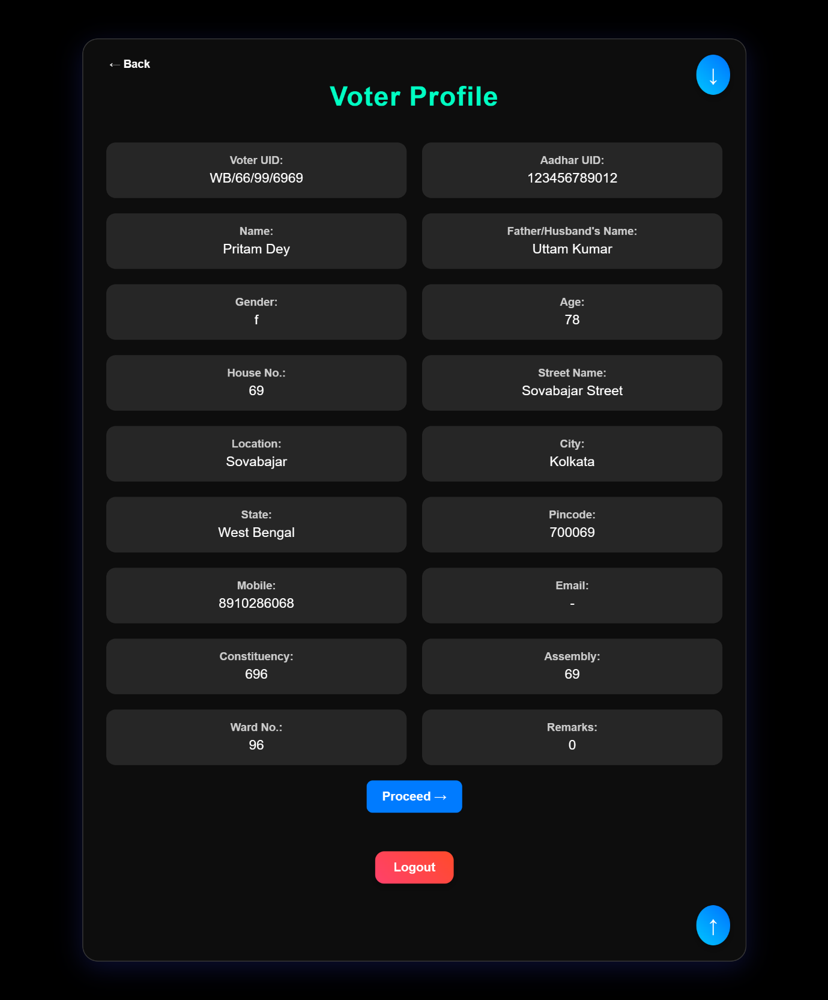 ← Back
↓
Voter Profile
Voter UID:
WB/66/99/6969
Aadhar UID:
123456789012
Name:
Pritam Dey
Father/Husband's Name:
Uttam Kumar
Gender:
f
Age:
78
House No.:
69
Street Name:
Sovabajar Street
Location:
Sovabajar
City:
Kolkata
State:
West Bengal
Pincode:
700069
Mobile:
8910286068
Email:
-
Constituency:
696
Assembly:
69
Ward No.:
96
Remarks:
0
Proceed →
Logout
↑